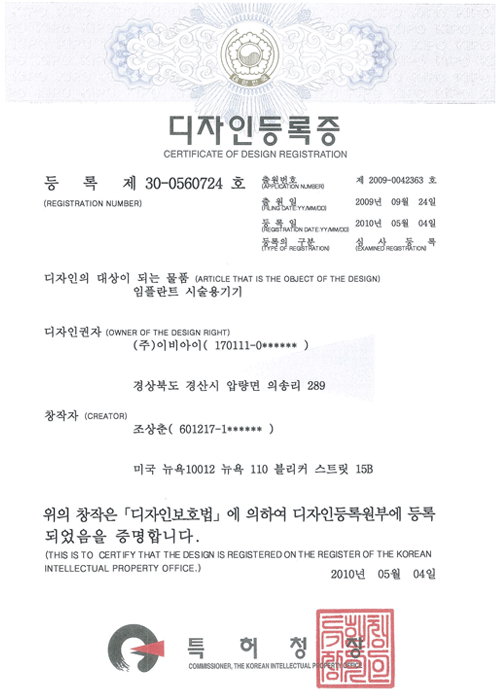 대한민국
디자인등록증
CERTIFICATE OF DESIGN REGISTRATION
등 록 제 30-0560724 호
(REGISTRATION NUMBER)
출원번호 제 2009-0042363 호
(APPLICATION NUMBER)
출 원 일 2009년 09월 24일
(FILING DATE:YY/MM/DD)
등 록 일 2010년 05월 04일
(REGISTRATION DATE:YY/MM/DD)
등록의 구분 심 사 등 록
(TYPE OF REGISTRATION) (EXAMINED REGISTRATION)
디자인의 대상이 되는 물품 (ARTICLE THAT IS THE OBJECT OF THE DESIGN)
임플란트 시술용기기
디자인권자 (OWNER OF THE DESIGN RIGHT)
(주)이비아이( 170111-0****** )
경상북도 경산시 압량면 의송리 289
창작자 (CREATOR)
조상춘( 601217-1****** )
미국 뉴욕10012 뉴욕 110 블리커 스트릿 15B
위의 창작은「디자인보호법」에 의하여 디자인등록원부에 등록
되었음을 증명합니다.
(THIS IS TO CERTIFY THAT THE DESIGN IS REGISTERED ON THE REGISTER OF THE KOREAN
INTELLECTUAL PROPERTY OFFICE.)
2010년 05월 04일
특 허 청 장
COMMISSIONER, THE KOREAN INTELLECTUAL PROPERTY OFFICE